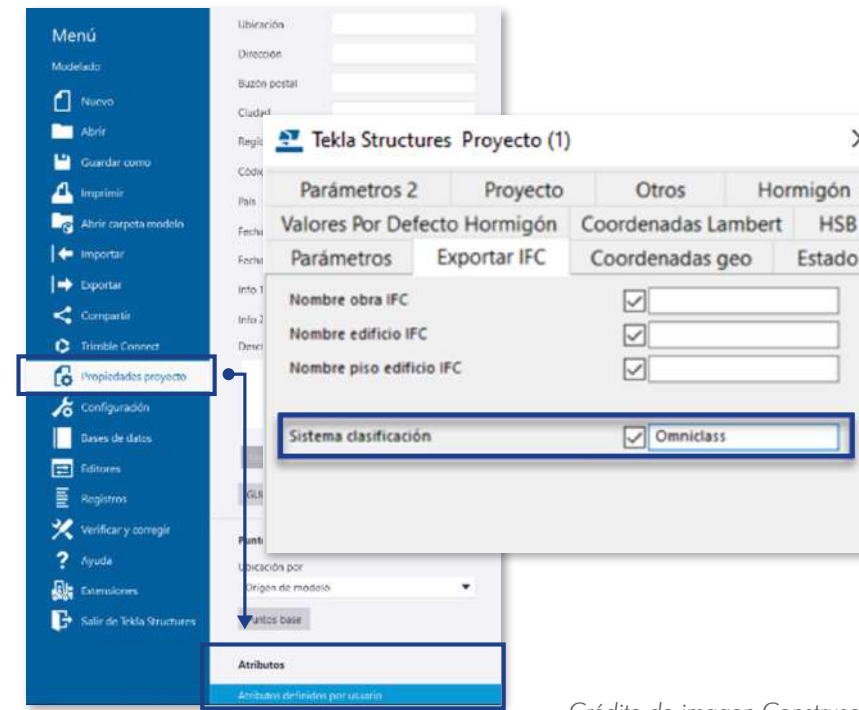 Menú
Modelado
Nuevo
Abrir
Guardar como
Imprimir
Abrir carpeta modelo
Importar
Exportar
Compartir
Trimble Connect
Propiedades proyecto
Configuración
Bases de datos
Editores
Registros
Verificar y corregir
Ayuda
Extensiones
Salir de Tekla Structures
Ubicación
Dirección
Buzón postal
Ciudad
País
Info 1
Tekla Structures Proyecto (1)
Parámetros 2 Proyecto Otros Hormigón
Valores Por Defecto Hormigón Coordenadas Lambert HSB
Parámetros Exportar IFC Coordenadas geo Estado
Nombre obra IFC
Nombre edificio IFC
Nombre piso edificio IFC
Sistema clasificación Omniclass
Ubicación por
Origen de modelo
Puntos base
Atributos
Atributos definidos por usuario